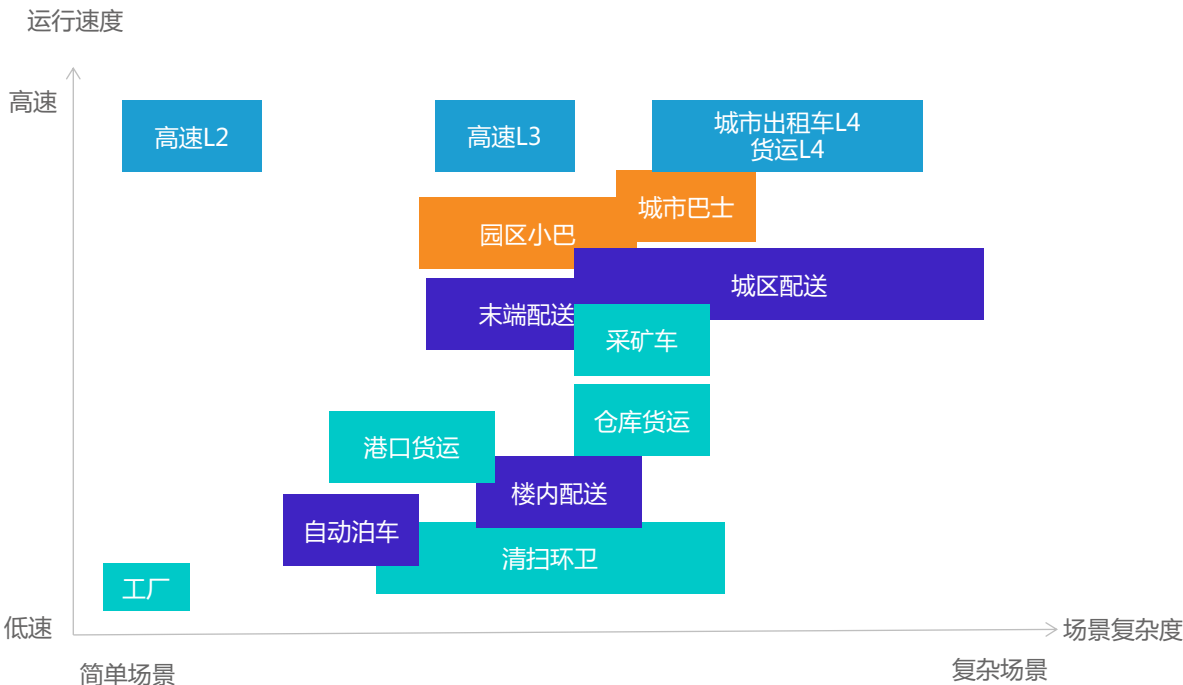 运行速度
高速
高速L2
高速L3
城市出租车L4
货运L4
城市巴士
园区小巴
城区配送
末端配送
采矿车
仓库货运
港口货运
楼内配送
自动泊车
清扫环卫
工厂
低速
场景复杂度
简单场景
复杂场景